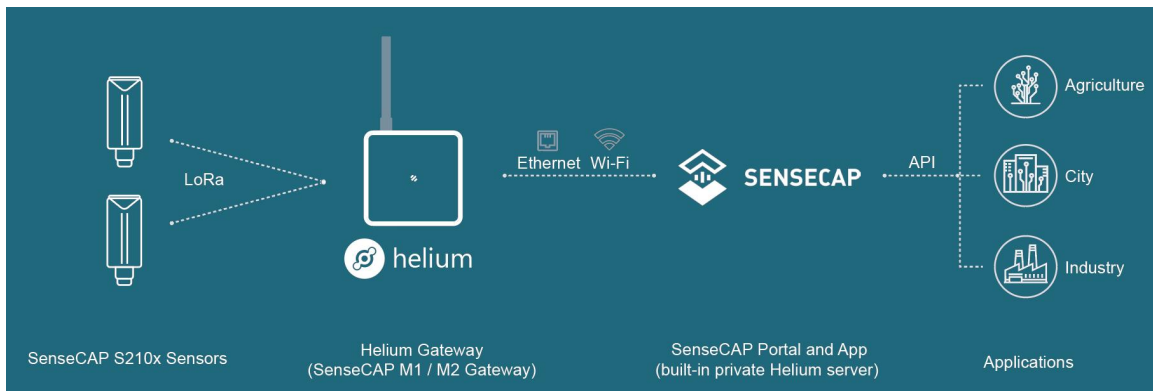 LoRa
helium
Ethernet Wi-Fi
SENSECAP
API
Agriculture
City
Industry
SenseCAP S210x Sensors
Helium Gateway
(SenseCAP M1 / M2 Gateway)
SenseCAP Portal and App
(built-in private Helium server)
Applications